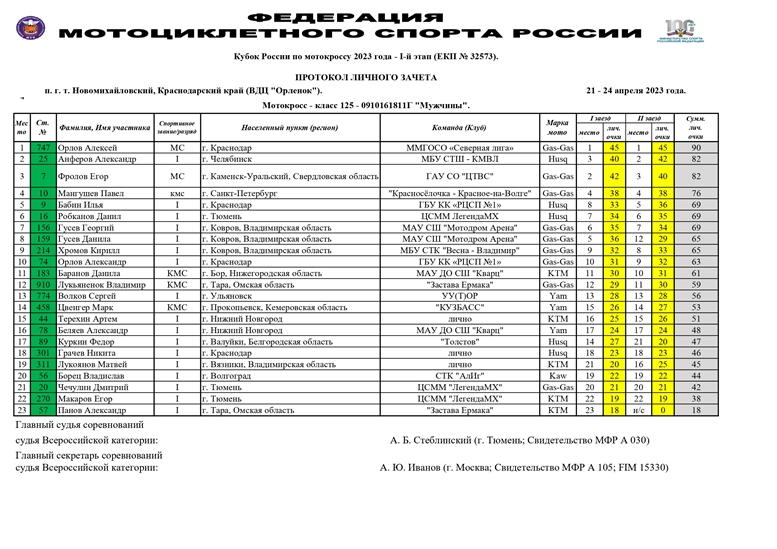 ФЕДЕРАЦИЯ
МОТОЦИКЛЕТНОГО СПОРТА РОССИИ
Кубок России по мотокроссу 2023 года - I-й этап (ЕКП № 32573).
ПРОТОКОЛ ЛИЧНОГО ЗАЧЕТА
п. г. т. Новомихайловский, Краснодарский край (ВДЦ "Орленок"). 21 - 24 апреля 2023 года.
Мотокросс - класс 125 - 0910161811Г "Мужчины".
Место Ст. № Фамилия, Имя участника Спортивное звание/разряд Населенный пункт (регион) Команда (Клуб) Марка мото I заезд II заезд Сумм. лич. очки
место лич. очки место лич. очки
1 747 Орлов Алексей МС г. Краснодар ММГОСО «Северная лига» Gas-Gas 1 45 1 45 90
2 25 Анферов Александр I г. Челябинск МБУ СТШ - КМВЛ Husq 3 40 2 42 82
3 7 Фролов Егор МС г. Каменск-Уральский, Свердловская область ГАУ СО "ЦТВС" Gas-Gas 2 42 3 40 82
4 10 Мангушев Павел кмс г. Санкт-Петербург "Красносёлочка - Красное-на-Волге" Gas-Gas 4 38 4 38 76
5 9 Бабин Илья I г. Краснодар ГБУ КК «РЦСП №1» Husq 8 33 5 36 69
6 16 Робканов Данил I г. Тюмень ЦСММ ЛегендаМХ Husq 7 34 6 35 69
7 156 Гусев Георгий I г. Ковров, Владимирская область МАУ СШ "Мотодром Арена" Gas-Gas 6 35 7 34 69
8 159 Гусев Данила I г. Ковров, Владимирская область МАУ СШ "Мотодром Арена" Gas-Gas 5 36 12 29 65
9 214 Хромов Кирилл I г. Ковров, Владимирская область МБУ СТК "Весна - Владимир" Gas-Gas 9 32 8 33 65
10 74 Орлов Александр I г. Краснодар ГБУ КК «РЦСП №1» Gas-Gas 10 31 9 32 63
11 183 Баранов Данила КМС г. Бор, Нижегородская область МАУ ДО СШ "Кварц" KTM 11 30 10 31 61
12 910 Лукьяненок Владимир КМС г. Тара, Омская область "Застава Ермака" Gas-Gas 12 29 11 30 59
13 774 Волков Сергей I г. Ульяновск УУ(Т)ОР Yam 13 28 13 28 56
14 458 Цвенгер Марк КМС г. Прокопьевск, Кемеровская область "КУЗБАСС" Yam 15 26 14 27 53
15 44 Терехин Артем I г. Нижний Новгород лично KTM 16 25 15 26 51
16 78 Беляев Александр I г. Нижний Новгород МАУ ДО СШ "Кварц" Yam 17 24 17 24 48
17 89 Куркин Федор I г. Валуйки, Белгородская область "Толстов" Husq 14 27 21 20 47
18 301 Грачев Никита I г. Краснодар лично Husq 18 23 18 23 46
19 311 Лукоянов Матвей I г. Вязники, Владимирская область лично KTM 21 20 16 25 45
20 56 Борец Владислав I г. Волгоград СТК "АлИг" Kaw 19 22 19 22 44
21 20 Чечулин Дмитрий I г. Тюмень ЦСММ "ЛегендаМХ" Gas-Gas 20 21 20 21 42
22 270 Макаров Егор I г. Тюмень ЦСММ "ЛегендаМХ" KTM 22 19 22 19 38
23 57 Панов Александр I г. Тара, Омская область "Застава Ермака" KTM 23 18 н/с 0 18
Главный судья соревнований
судья Всероссийской категории: А. Б. Стеблинский (г. Тюмень; Свидетельство МФР А 030)
Главный секретарь соревнований
судья Всероссийской категории: А. Ю. Иванов (г. Москва; Свидетельство МФР А 105; FIM 15330)